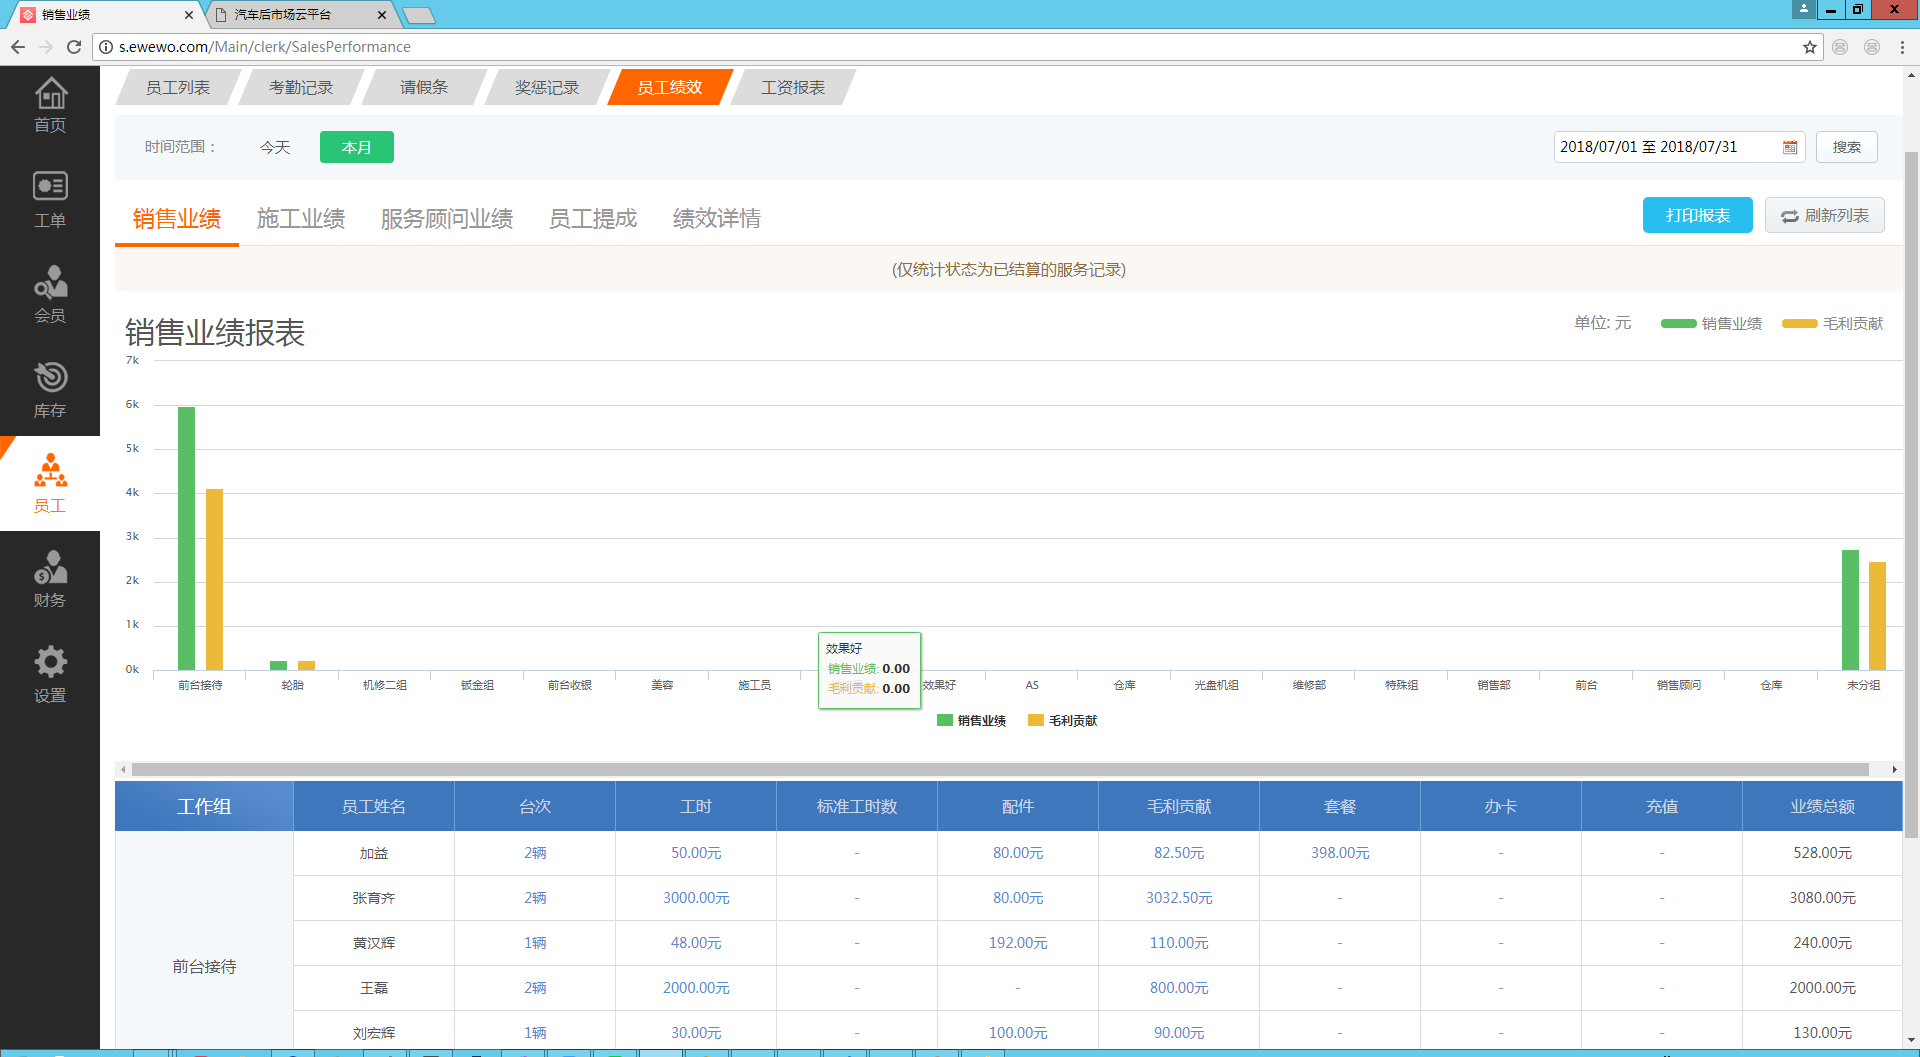 销售业绩
汽车后市场云平台
s.ewewo.com/Main/clerk/SalesPerformance
首页
工单
会员
库存
员工
财务
设置
员工列表 考勤记录 请假条 奖惩记录 员工绩效 工资报表
时间范围： 今天 本月 2018/07/01 至 2018/07/31 搜索
销售业绩 施工业绩 服务顾问业绩 员工提成 绩效详情 打印报表 刷新列表
(仅统计状态为已结算的服务记录)
销售业绩报表
单位: 元 销售业绩 毛利贡献
7k
6k
5k
4k
3k
2k
1k
0k
前台接待 轮胎 机修二组 钣金组 前台收银 美容 施工员 效果好 AS 仓库 光盘机组 维修部 特殊组 销售部 前台 销售顾问 仓库 未分组
效果好
销售业绩: 0.00
毛利贡献: 0.00
销售业绩 毛利贡献
工作组 员工姓名 台次 工时 标准工时数 配件 毛利贡献 套餐 办卡 充值 业绩总额
前台接待
加益 2辆 50.00元 - 80.00元 82.50元 398.00元 - - 528.00元
张育齐 2辆 3000.00元 - 80.00元 3032.50元 - - - 3080.00元
黄汉辉 1辆 48.00元 - 192.00元 110.00元 - - - 240.00元
王磊 2辆 2000.00元 - - 800.00元 - - - 2000.00元
刘宏辉 1辆 30.00元 - 100.00元 90.00元 - - - 130.00元